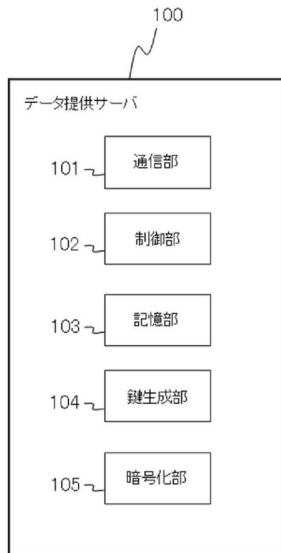 100
データ提供サーバ
101 通信部
102 制御部
103 記憶部
104 鍵生成部
105 暗号化部